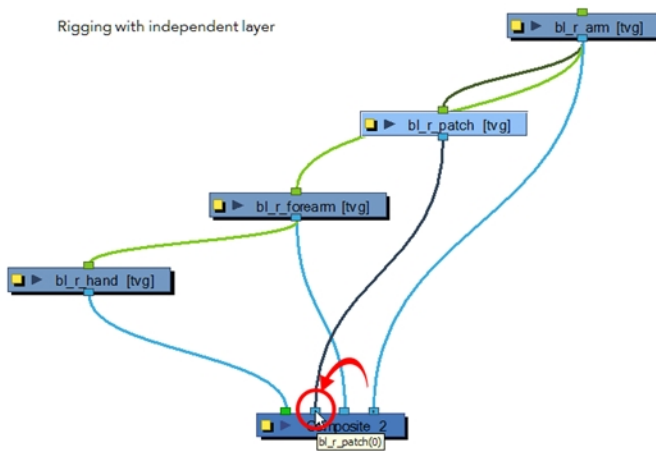 Rigging with independent layer
bl_r_arm [tvg]
bl_r_patch [tvg]
bl_r_forearm [tvg]
bl_r_hand [tvg]
Composite_2
bl_r_patch(0)